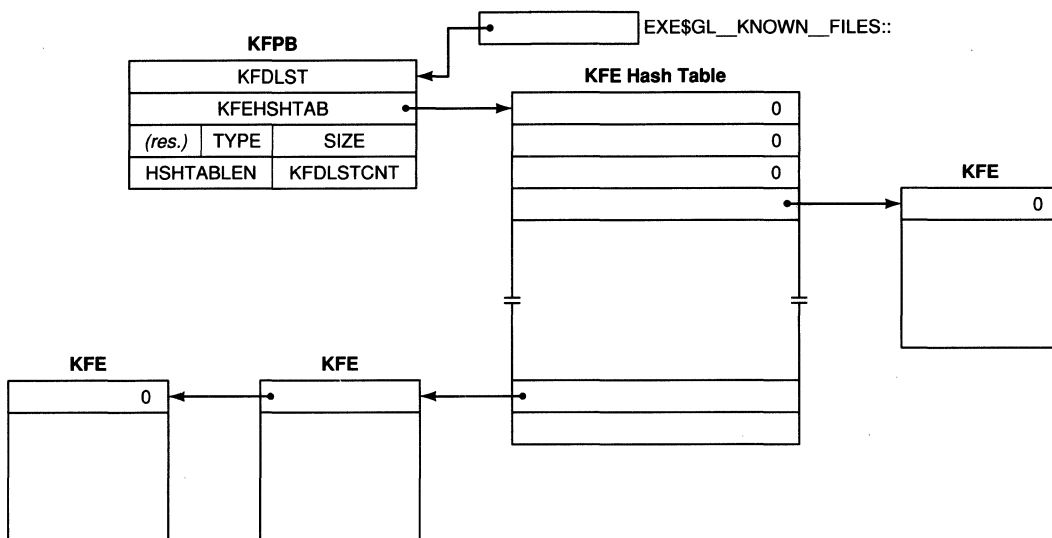 EXE$GL__KNOWN__FILES::
KFPB
KFDLST
KFEHSHTAB
(res.) TYPE SIZE
HSHTABLEN KFDLSTCNT
KFE Hash Table
0
0
0
KFE
0
KFE
0
KFE